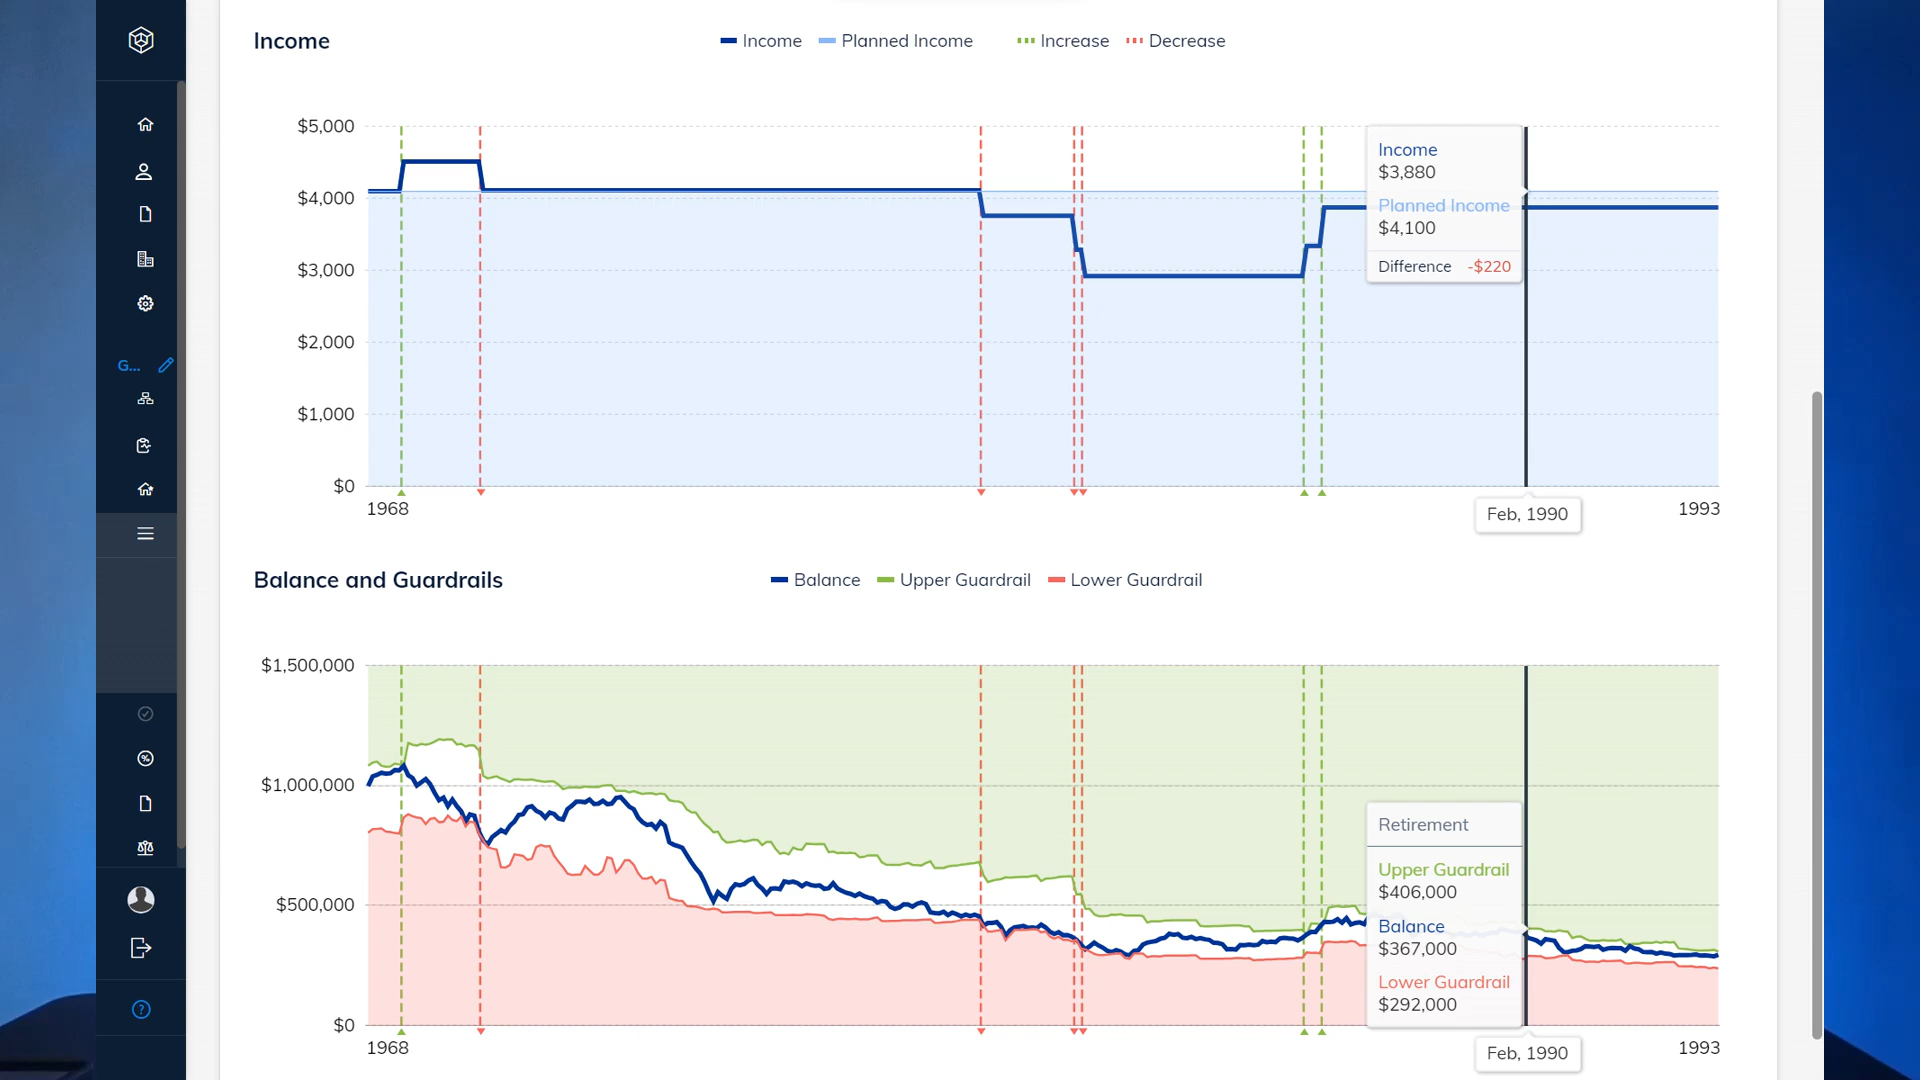 Income
Income Planned Income Increase Decrease
$5,000
$4,000
$3,000
$2,000
$1,000
$0
Income
$3,880
Planned Income
$4,100
Difference -$220
1968
Feb, 1990
1993
G...
Balance and Guardrails
Balance Upper Guardrail Lower Guardrail
$1,500,000
$1,000,000
$500,000
$0
Retirement
Upper Guardrail
$406,000
Balance
$367,000
Lower Guardrail
$292,000
1968
Feb, 1990
1993